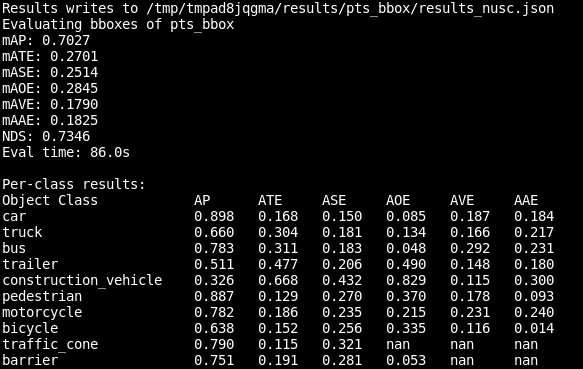 Results writes to /tmp/tmpad8jqgma/results/pts_bbox/results_nusc.json
Evaluating bboxes of pts_bbox
mAP: 0.7027
mATE: 0.2701
mASE: 0.2514
mAOE: 0.2845
mAVE: 0.1790
mAAE: 0.1825
NDS: 0.7346
Eval time: 86.0s

Per-class results:
Object Class AP ATE ASE AOE AVE AAE
car 0.898 0.168 0.150 0.085 0.187 0.184
truck 0.660 0.304 0.181 0.134 0.166 0.217
bus 0.783 0.311 0.183 0.048 0.292 0.231
trailer 0.511 0.477 0.206 0.490 0.148 0.180
construction_vehicle 0.326 0.668 0.432 0.829 0.115 0.300
pedestrian 0.887 0.129 0.270 0.370 0.178 0.093
motorcycle 0.782 0.186 0.235 0.215 0.231 0.240
bicycle 0.638 0.152 0.256 0.335 0.116 0.014
traffic_cone 0.790 0.115 0.321 nan nan nan
barrier 0.751 0.191 0.281 0.053 nan nan